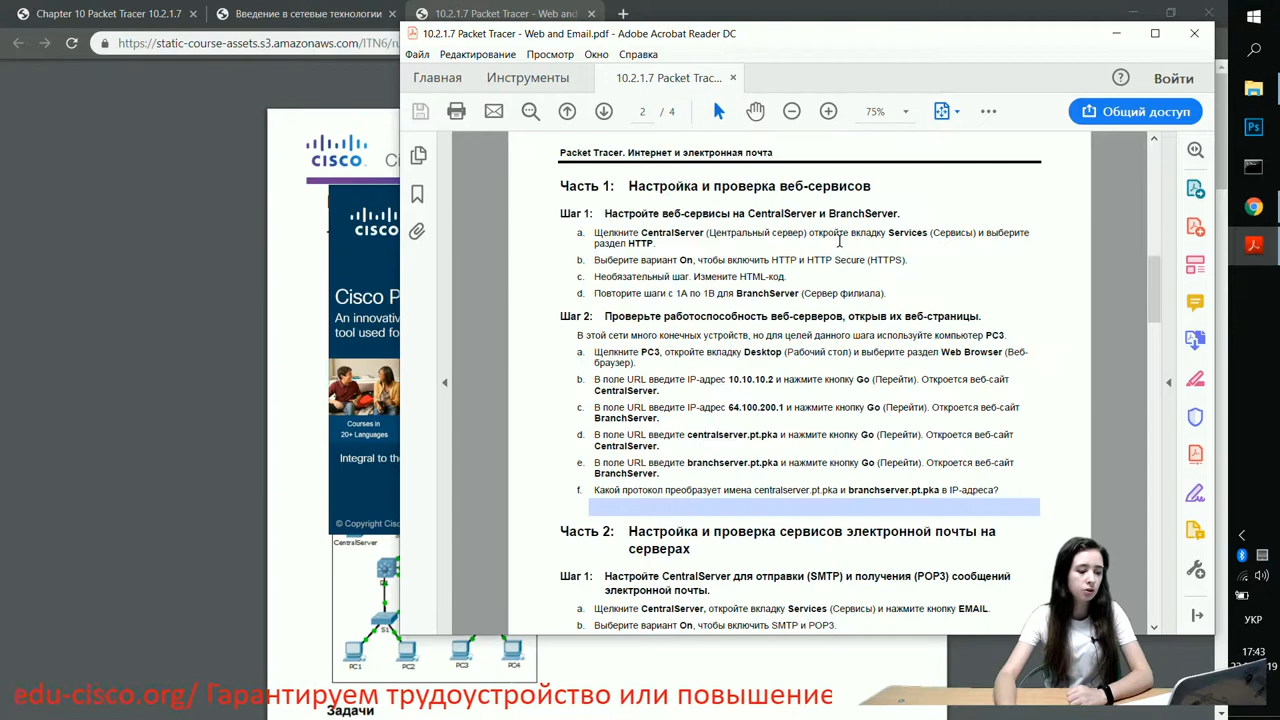 Chapter 10 Packet Tracer 10.2.1.7
Введение в сетевые технологии
10.2.1.7 Packet Tracer - Web and
https://static-course-assets.s3.amazonaws.com/ITN6/ru
10.2.1.7 Packet Tracer - Web and Email.pdf - Adobe Acrobat Reader DC
Файл Редактирование Просмотр Окно Справка
Главная Инструменты 10.2.1.7 Packet Trac... Войти
2 / 4 75% Общий доступ
CISCO
CISCO
Cisco P
An innovativ
tool used fo
Courses in
20+ Languages
Integral to the
© Copyright Cisc
CentralServer
S1
PC1 PC2 PC3 PC4
Задачи
Packet Tracer. Интернет и электронная почта
Часть 1: Настройка и проверка веб-сервисов
Шаг 1: Настройте веб-сервисы на CentralServer и BranchServer.
a. Щелкните CentralServer (Центральный сервер) откройте вкладку Services (Сервисы) и выберите
раздел HTTP.
b. Выберите вариант On, чтобы включить HTTP и HTTP Secure (HTTPS).
c. Необязательный шаг. Измените HTML-код.
d. Повторите шаги с 1A по 1B для BranchServer (Сервер филиала).
Шаг 2: Проверьте работоспособность веб-серверов, открыв их веб-страницы.
В этой сети много конечных устройств, но для целей данного шага используйте компьютер PC3.
a. Щелкните PC3, откройте вкладку Desktop (Рабочий стол) и выберите раздел Web Browser (Веб-
браузер).
b. В поле URL введите IP-адрес 10.10.10.2 и нажмите кнопку Go (Перейти). Откроется веб-сайт
CentralServer.
c. В поле URL введите IP-адрес 64.100.200.1 и нажмите кнопку Go (Перейти). Откроется веб-сайт
BranchServer.
d. В поле URL введите centralserver.pt.pka и нажмите кнопку Go (Перейти). Откроется веб-сайт
CentralServer.
e. В поле URL введите branchserver.pt.pka и нажмите кнопку Go (Перейти). Откроется веб-сайт
BranchServer.
f. Какой протокол преобразует имена centralserver.pt.pka и branchserver.pt.pka в IP-адреса?
Часть 2: Настройка и проверка сервисов электронной почты на
серверах
Шаг 1: Настройте CentralServer для отправки (SMTP) и получения (POP3) сообщений
электронной почты.
a. Щелкните CentralServer, откройте вкладку Services (Сервисы) и нажмите кнопку EMAIL.
b. Выберите вариант On, чтобы включить SMTP и POP3.
Ps
УКР
17:43
edu-cisco.org/ Гарантируем трудоустройство или повышение